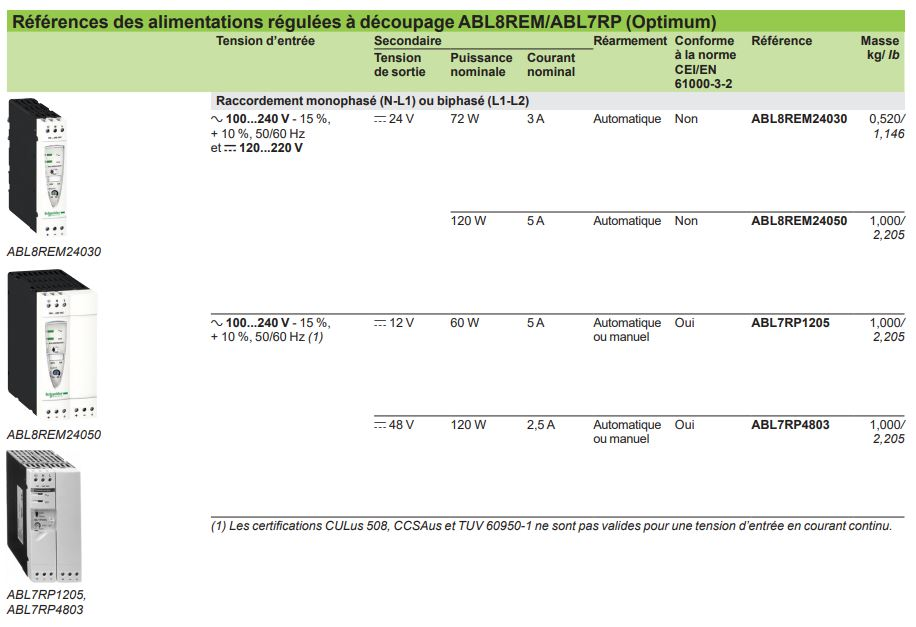 Références des alimentations régulées à découpage ABL8REM/ABL7RP (Optimum)
Tension d'entrée Secondaire Réarmement Conforme à la norme CEI/EN 61000-3-2 Référence Masse kg/ lb
Tension de sortie Puissance nominale Courant nominal
Raccordement monophasé (N-L1) ou biphasé (L1-L2)
∼ 100...240 V - 15 %, ⎓ 24 V 72 W 3 A Automatique Non ABL8REM24030 0,520/
+ 10 %, 50/60 Hz 1,146
et ⎓ 120...220 V
120 W 5 A Automatique Non ABL8REM24050 1,000/
2,205
ABL8REM24030
∼ 100...240 V - 15 %, ⎓ 12 V 60 W 5 A Automatique Oui ABL7RP1205 1,000/
+ 10 %, 50/60 Hz (1) ou manuel 2,205
ABL8REM24050
⎓ 48 V 120 W 2,5 A Automatique Oui ABL7RP4803 1,000/
ou manuel 2,205
(1) Les certifications CULus 508, CCSAus et TUV 60950-1 ne sont pas valides pour une tension d'entrée en courant continu.
ABL7RP1205,
ABL7RP4803